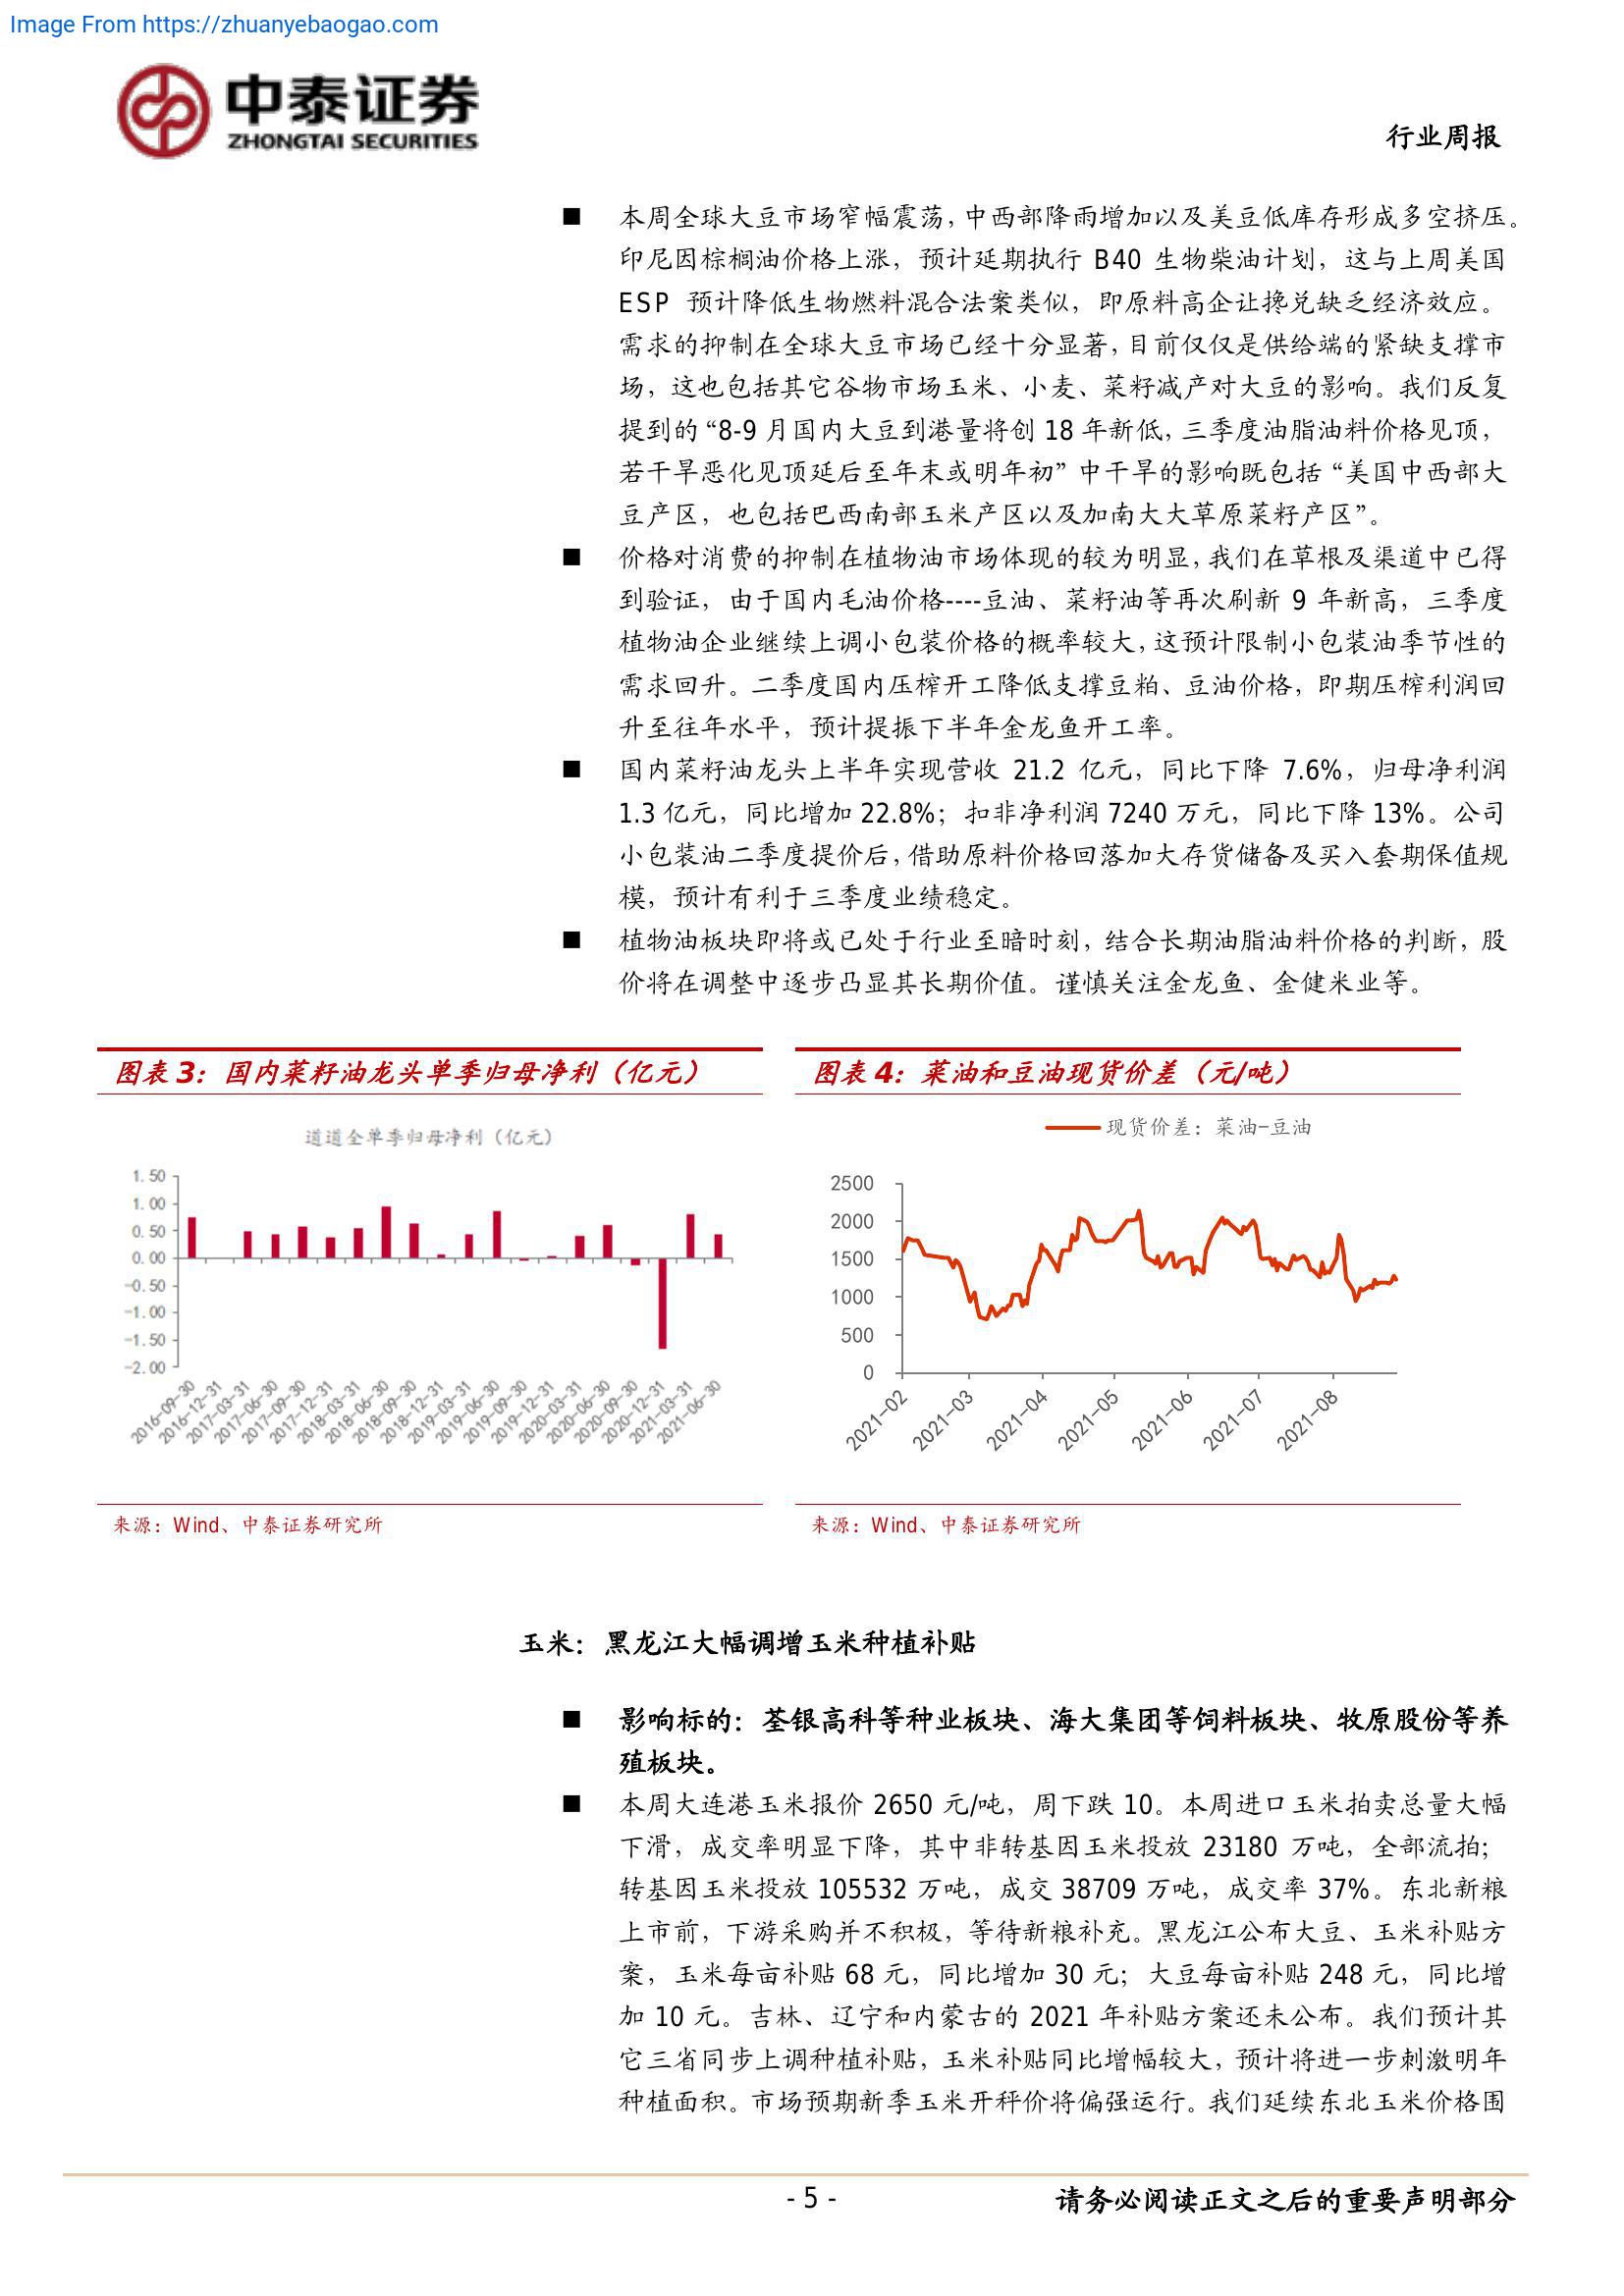 Image From https://zhuanyebaogao.com
中泰证券
ZHONGTAI SECURITIES
行业周报
■ 本周全球大豆市场窄幅震荡，中西部降雨增加以及美豆低库存形成多空挤压。
印尼因棕榈油价格上涨，预计延期执行 B40 生物柴油计划，这与上周美国
ESP 预计降低生物燃料混合法案类似，即原料高企让搀兑缺乏经济效应。
需求的抑制在全球大豆市场已经十分显著，目前仅仅是供给端的紧缺支撑市
场，这也包括其它谷物市场玉米、小麦、菜籽减产对大豆的影响。我们反复
提到的“8-9 月国内大豆到港量将创 18 年新低，三季度油脂油料价格见顶，
若干旱恶化见顶延后至年末或明年初” 中干旱的影响既包括 “美国中西部大
豆产区，也包括巴西南部玉米产区以及加南大大草原菜籽产区”。
■ 价格对消费的抑制在植物油市场体现的较为明显，我们在草根及渠道中已得
到验证，由于国内毛油价格----豆油、菜籽油等再次刷新 9 年新高，三季度
植物油企业继续上调小包装价格的概率较大，这预计限制小包装油季节性的
需求回升。二季度国内压榨开工降低支撑豆粕、豆油价格，即期压榨利润回
升至往年水平，预计提振下半年金龙鱼开工率。
■ 国内菜籽油龙头上半年实现营收 21.2 亿元，同比下降 7.6%，归母净利润
1.3 亿元，同比增加 22.8%；扣非净利润 7240 万元，同比下降 13%。公司
小包装油二季度提价后，借助原料价格回落加大存货储备及买入套期保值规
模，预计有利于三季度业绩稳定。
■ 植物油板块即将或已处于行业至暗时刻，结合长期油脂油料价格的判断，股
价将在调整中逐步凸显其长期价值。谨慎关注金龙鱼、金健米业等。
图表 3：国内菜籽油龙头单季归母净利（亿元）
道道全单季归母净利（亿元）
1.50
1.00
0.50
0.00
-0.50
-1.00
-1.50
-2.00
2016-09-30
2016-12-31
2017-03-31
2017-06-30
2017-09-30
2017-12-31
2018-03-31
2018-06-30
2018-09-30
2018-12-31
2019-03-31
2019-06-30
2019-09-30
2019-12-31
2020-03-31
2020-06-30
2020-09-30
2020-12-31
2021-03-31
2021-06-30
来源：Wind、中泰证券研究所
图表 4：菜油和豆油现货价差（元/吨）
现货价差：菜油-豆油
2500
2000
1500
1000
500
0
2021-02
2021-03
2021-04
2021-05
2021-06
2021-07
2021-08
来源：Wind、中泰证券研究所
玉米：黑龙江大幅调增玉米种植补贴
■ 影响标的：荃银高科等种业板块、海大集团等饲料板块、牧原股份等养
殖板块。
■ 本周大连港玉米报价 2650 元/吨，周下跌 10。本周进口玉米拍卖总量大幅
下滑，成交率明显下降，其中非转基因玉米投放 23180 万吨，全部流拍；
转基因玉米投放 105532 万吨，成交 38709 万吨，成交率 37%。东北新粮
上市前，下游采购并不积极，等待新粮补充。黑龙江公布大豆、玉米补贴方
案，玉米每亩补贴 68 元，同比增加 30 元；大豆每亩补贴 248 元，同比增
加 10 元。吉林、辽宁和内蒙古的 2021 年补贴方案还未公布。我们预计其
它三省同步上调种植补贴，玉米补贴同比增幅较大，预计将进一步刺激明年
种植面积。市场预期新季玉米开秤价将偏强运行。我们延续东北玉米价格围
- 5 -
请务必阅读正文之后的重要声明部分